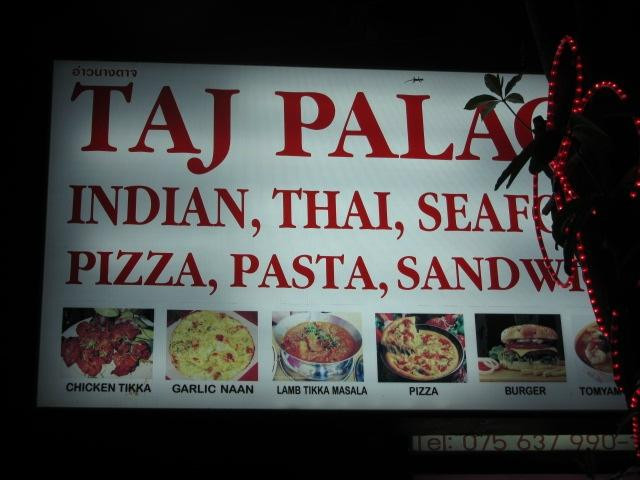 อ่าวนางตาจ
TAJ PALAC
INDIAN, THAI, SEAFO
PIZZA, PASTA, SANDWI
CHICKEN TIKKA GARLIC NAAN LAMB TIKKA MASALA PIZZA BURGER TOMYAM
Tel: 075 637 990-